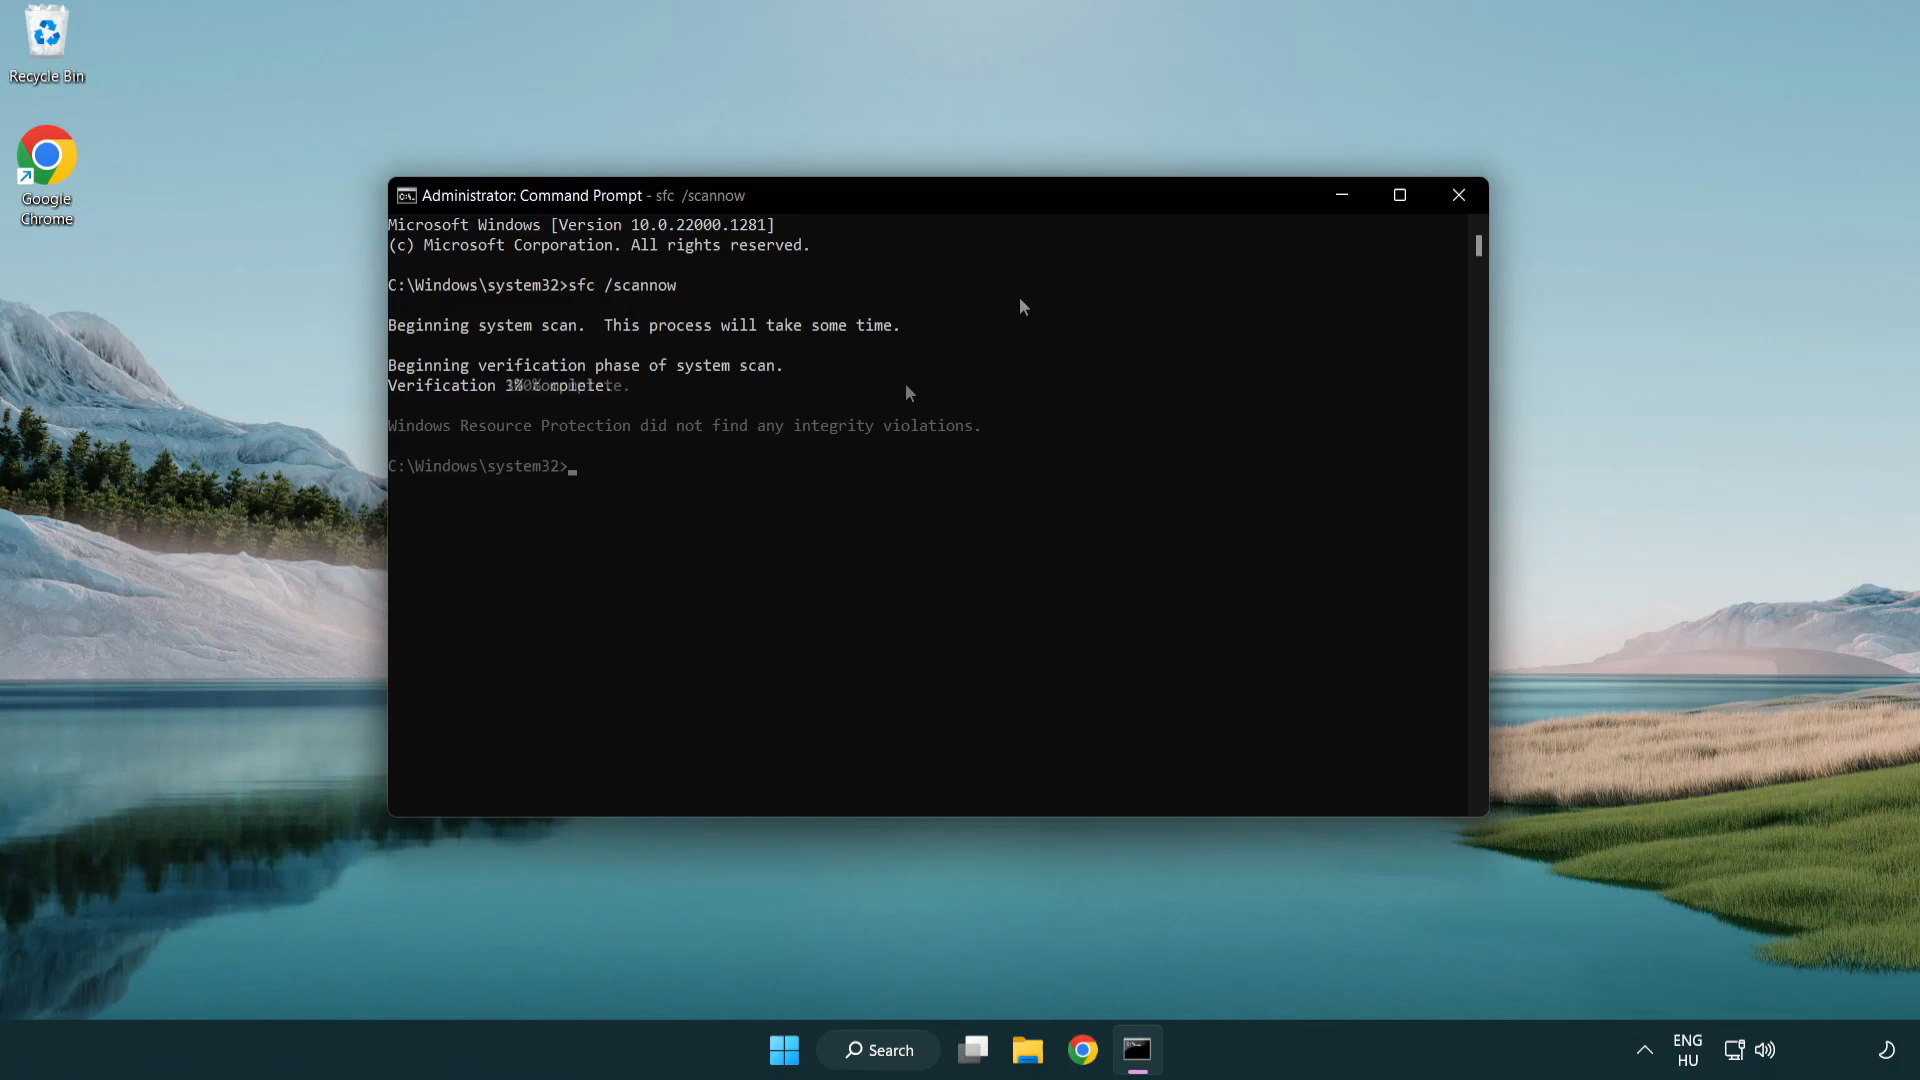 Recycle Bin
Google
Chrome
Administrator: Command Prompt - sfc /scannow
Microsoft Windows [Version 10.0.22000.1281]
(c) Microsoft Corporation. All rights reserved.
C:\Windows\system32>sfc /scannow
Beginning system scan.  This process will take some time.
Beginning verification phase of system scan.
Verification
Windows Resource Protection did not find any integrity violations.
C:\Windows\system32>
Search
ENG
HU